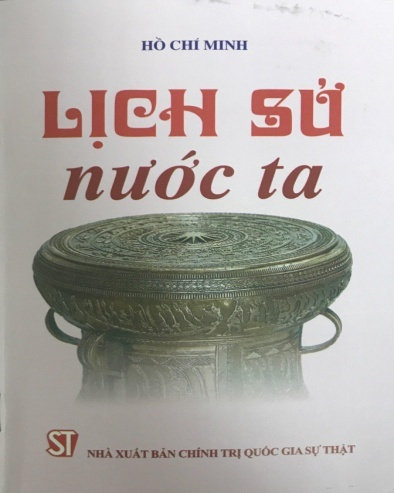 HỒ CHÍ MINH
LỊCH SỬ
nước ta
ST
NHÀ XUẤT BẢN CHÍNH TRỊ QUỐC GIA SỰ THẬT